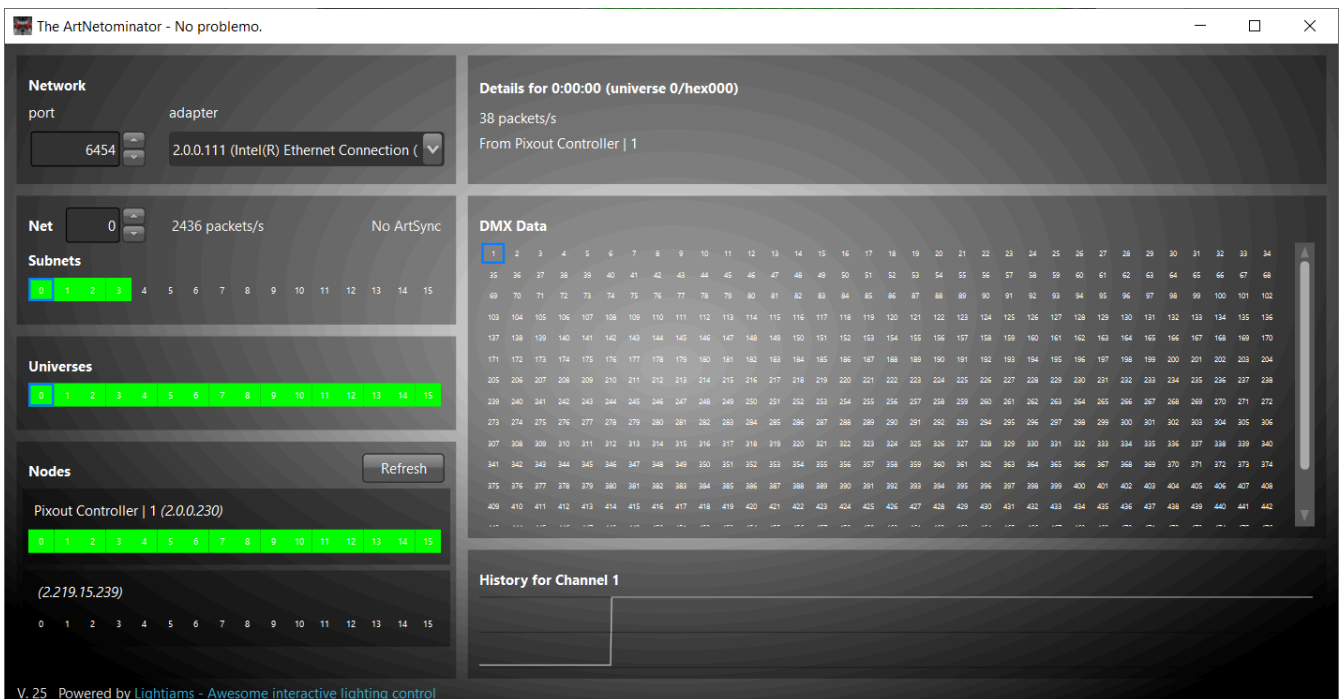 The ArtNetominator - No problemo.
Network
port adapter
6454 2.0.0.111 (Intel(R) Ethernet Connection (
Net 0 2436 packets/s No ArtSync
Subnets
0 1 2 3 4 5 6 7 8 9 10 11 12 13 14 15
Universes
0 1 2 3 4 5 6 7 8 9 10 11 12 13 14 15
Nodes Refresh
Pixout Controller | 1 (2.0.0.230)
0 1 2 3 4 5 6 7 8 9 10 11 12 13 14 15
(2.219.15.239)
0 1 2 3 4 5 6 7 8 9 10 11 12 13 14 15
Details for 0:00:00 (universe 0/hex000)
38 packets/s
From Pixout Controller | 1
DMX Data
1 2 3 4 5 6 7 8 9 10 11 12 13 14 15 16 17 18 19 20 21 22 23 24 25 26 27 28 29 30 31 32 33 34
35 36 37 38 39 40 41 42 43 44 45 46 47 48 49 50 51 52 53 54 55 56 57 58 59 60 61 62 63 64 65 66 67 68
69 70 71 72 73 74 75 76 77 78 79 80 81 82 83 84 85 86 87 88 89 90 91 92 93 94 95 96 97 98 99 100 101 102
103 104 105 106 107 108 109 110 111 112 113 114 115 116 117 118 119 120 121 122 123 124 125 126 127 128 129 130 131 132 133 134 135 136
137 138 139 140 141 142 143 144 145 146 147 148 149 150 151 152 153 154 155 156 157 158 159 160 161 162 163 164 165 166 167 168 169 170
171 172 173 174 175 176 177 178 179 180 181 182 183 184 185 186 187 188 189 190 191 192 193 194 195 196 197 198 199 200 201 202 203 204
205 206 207 208 209 210 211 212 213 214 215 216 217 218 219 220 221 222 223 224 225 226 227 228 229 230 231 232 233 234 235 236 237 238
239 240 241 242 243 244 245 246 247 248 249 250 251 252 253 254 255 256 257 258 259 260 261 262 263 264 265 266 267 268 269 270 271 272
273 274 275 276 277 278 279 280 281 282 283 284 285 286 287 288 289 290 291 292 293 294 295 296 297 298 299 300 301 302 303 304 305 306
307 308 309 310 311 312 313 314 315 316 317 318 319 320 321 322 323 324 325 326 327 328 329 330 331 332 333 334 335 336 337 338 339 340
341 342 343 344 345 346 347 348 349 350 351 352 353 354 355 356 357 358 359 360 361 362 363 364 365 366 367 368 369 370 371 372 373 374
375 376 377 378 379 380 381 382 383 384 385 386 387 388 389 390 391 392 393 394 395 396 397 398 399 400 401 402 403 404 405 406 407 408
409 410 411 412 413 414 415 416 417 418 419 420 421 422 423 424 425 426 427 428 429 430 431 432 433 434 435 436 437 438 439 440 441 442
History for Channel 1
V. 25 Powered by Lightjams - Awesome interactive lighting control